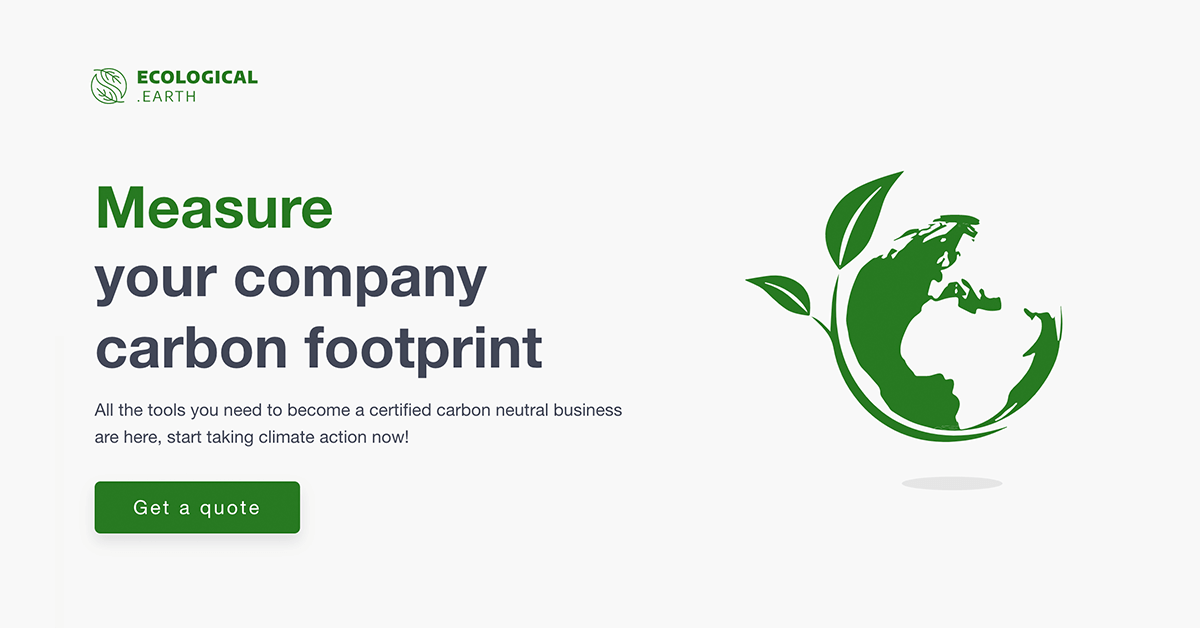 ECOLOGICAL
.EARTH
Measure
your company
carbon footprint
All the tools you need to become a certified carbon neutral business
are here, start taking climate action now!
Get a quote